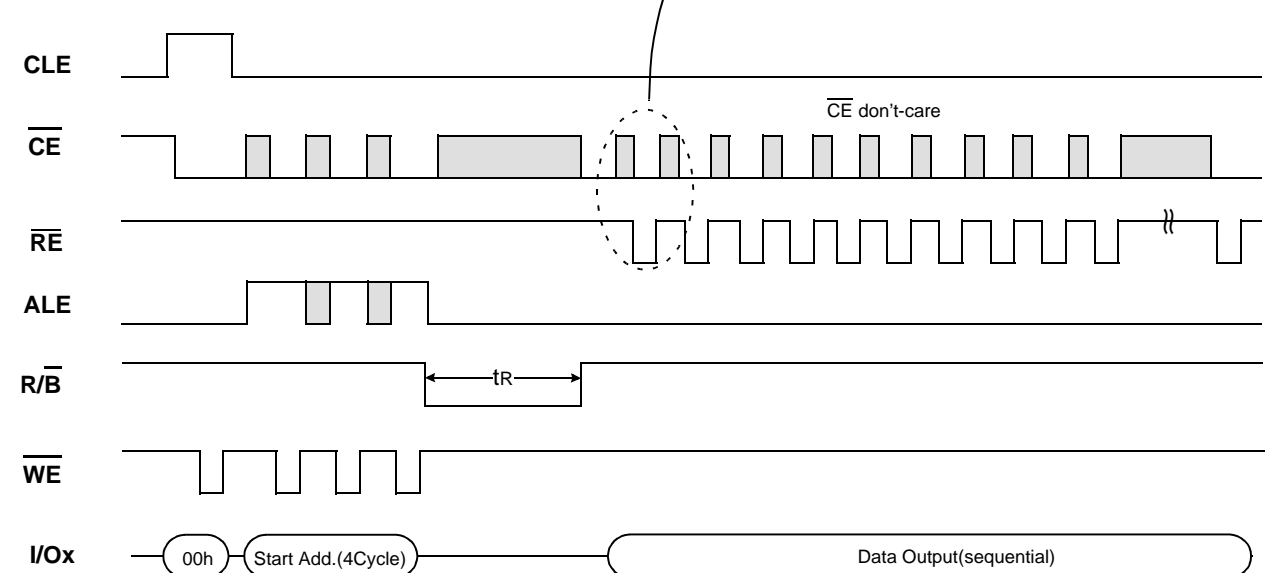 CLE
CE don't-care
CE
RE
ALE
R/B
tR
WE
I/Ox
00h
Start Add.(4Cycle)
Data Output(sequential)